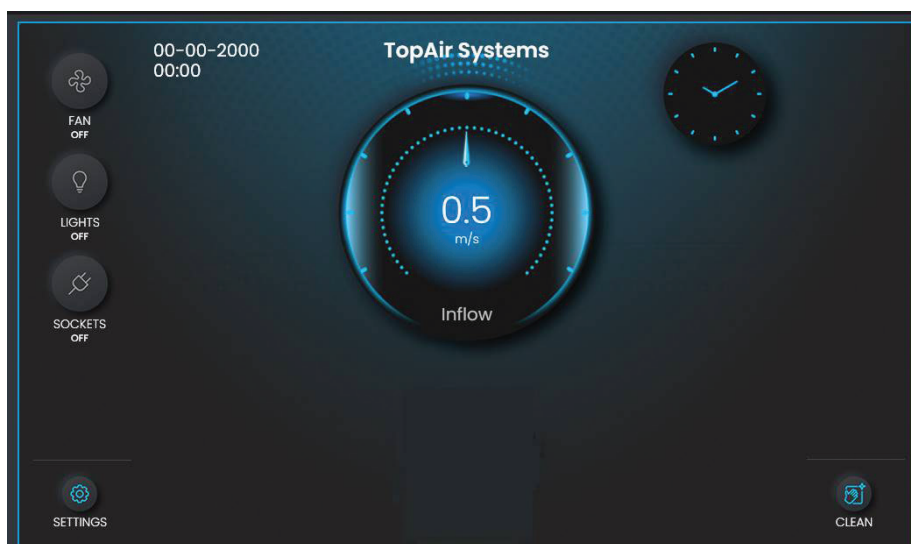 00-00-2000
00:00
TopAir Systems
FAN
OFF
LIGHTS
OFF
SOCKETS
OFF
0.5
m/s
Inflow
SETTINGS
CLEAN